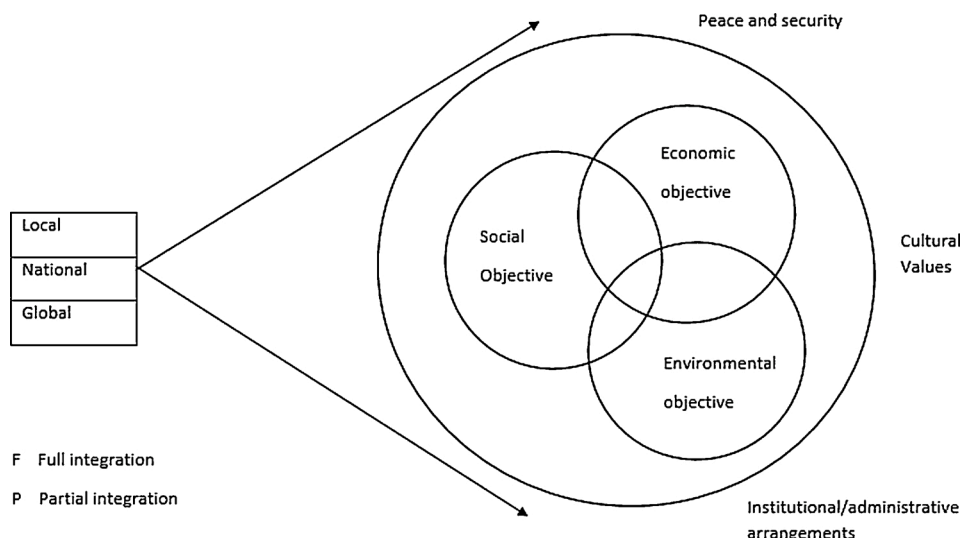 Peace and security
Economic
objective
Social
Objective
Cultural
Values
Local
National
Global
Environmental
objective
F Full integration
P Partial integration
Institutional/administrative
arrangements